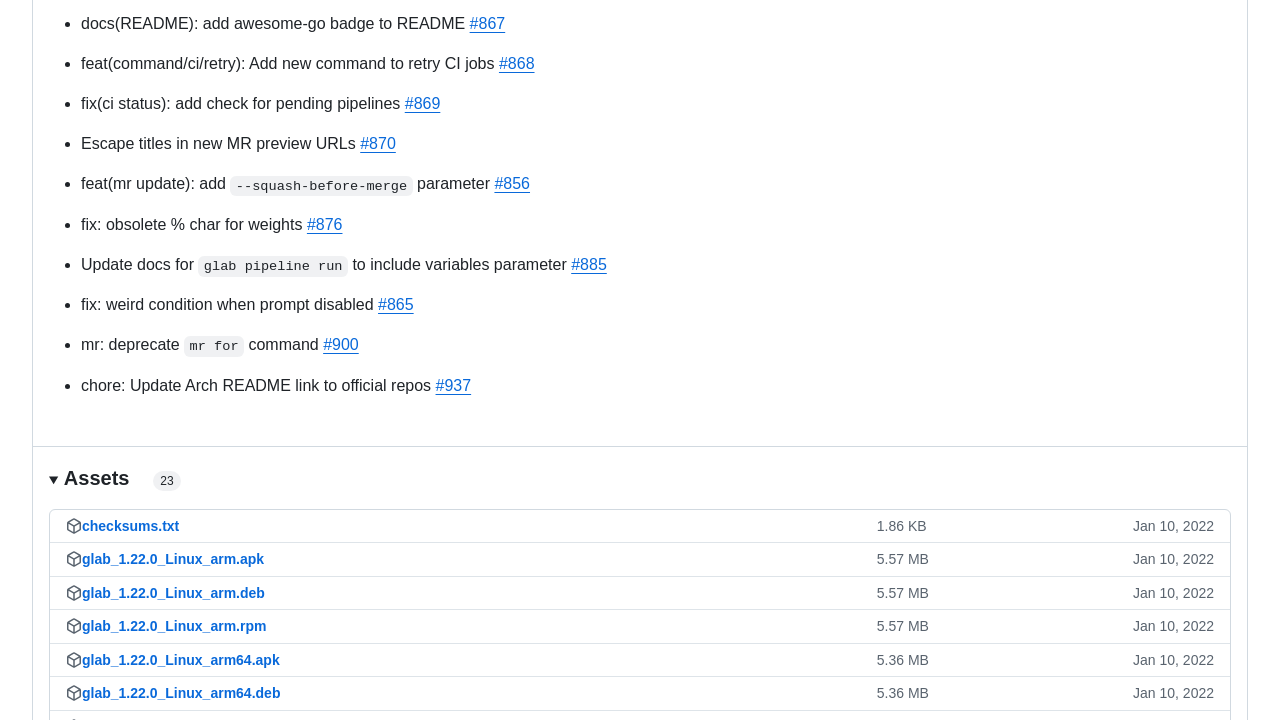 docs(README): add awesome-go badge to README #867
feat(command/ci/retry): Add new command to retry CI jobs #868
fix(ci status): add check for pending pipelines #869
Escape titles in new MR preview URLs #870
feat(mr update): add --squash-before-merge parameter #856
fix: obsolete % char for weights #876
Update docs for glab pipeline run to include variables parameter #885
fix: weird condition when prompt disabled #865
mr: deprecate mr for command #900
chore: Update Arch README link to official repos #937
Assets 23
checksums.txt 1.86 KB Jan 10, 2022
glab_1.22.0_Linux_arm.apk 5.57 MB Jan 10, 2022
glab_1.22.0_Linux_arm.deb 5.57 MB Jan 10, 2022
glab_1.22.0_Linux_arm.rpm 5.57 MB Jan 10, 2022
glab_1.22.0_Linux_arm64.apk 5.36 MB Jan 10, 2022
glab_1.22.0_Linux_arm64.deb 5.36 MB Jan 10, 2022